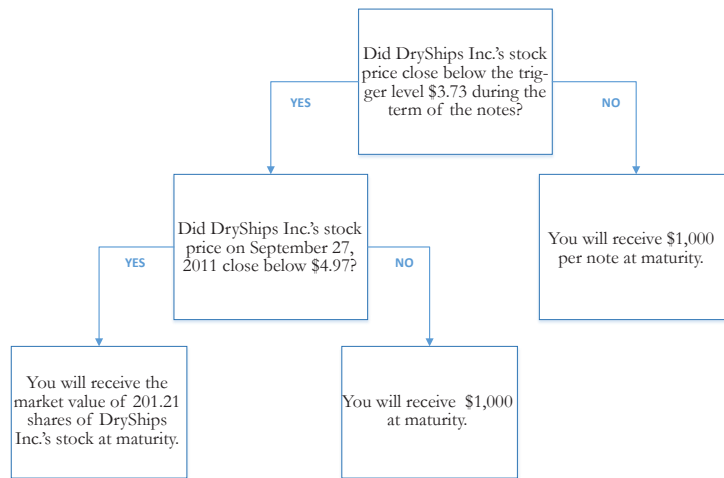 Did DryShips Inc.'s stock
price close below the trig-
ger level $3.73 during the
term of the notes?
YES
NO
Did DryShips Inc.'s stock
price on September 27,
2011 close below $4.97?
You will receive $1,000
per note at maturity.
YES
NO
You will receive the
market value of 201.21
shares of DryShips
Inc.'s stock at maturity.
You will receive  $1,000
at maturity.